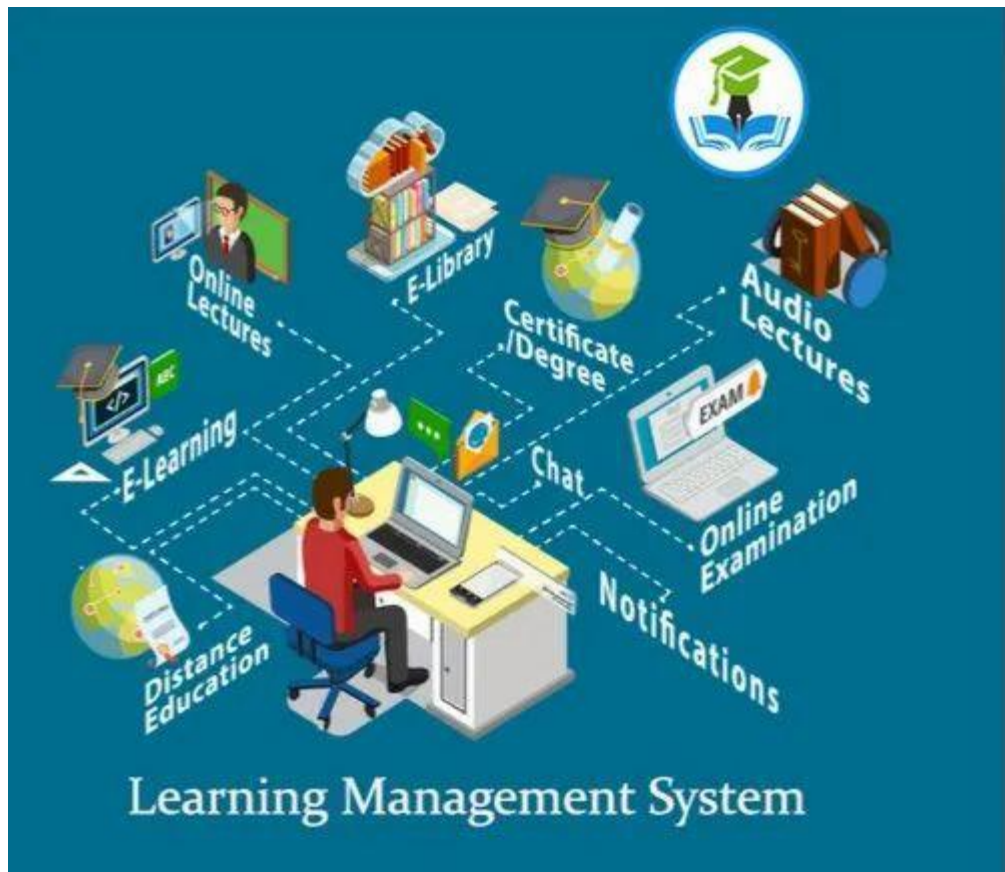 Online
Lectures
E-Library
Certificate
/Degree
Audio
Lectures
ABC
</>
E-Learning
EXAM
Chat
Online
Examination
Notifications
Distance
Education
Learning Management System